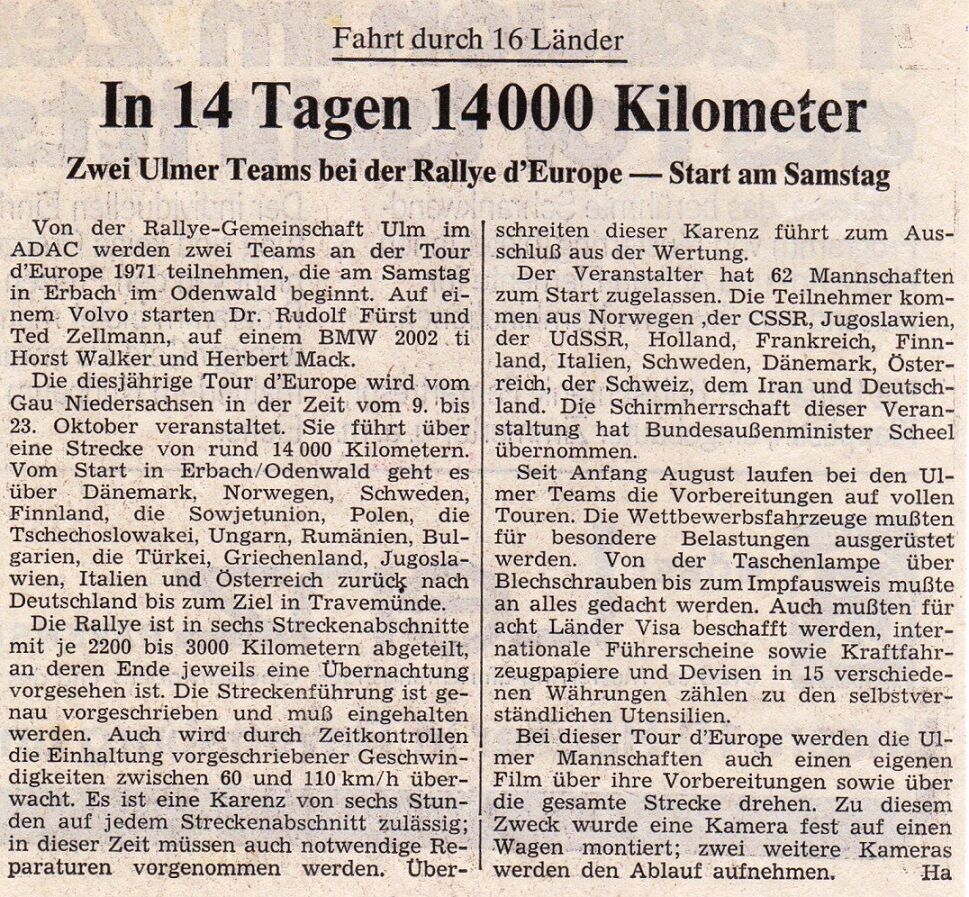 Fahrt durch 16 Länder
In 14 Tagen 14000 Kilometer
Zwei Ulmer Teams bei der Rallye d'Europe — Start am Samstag
Von der Rallye-Gemeinschaft Ulm im
ADAC werden zwei Teams an der Tour
d'Europe 1971 teilnehmen, die am Samstag
in Erbach im Odenwald beginnt. Auf ei-
nem Volvo starten Dr. Rudolf Fürst und
Ted Zellmann, auf einem BMW 2002 ti
Horst Walker und Herbert Mack.
Die diesjährige Tour d'Europe wird vom
Gau Niedersachsen in der Zeit vom 9. bis
23. Oktober veranstaltet. Sie führt über
eine Strecke von rund 14 000 Kilometern.
Vom Start in Erbach/Odenwald geht es
über Dänemark, Norwegen, Schweden,
Finnland, die Sowjetunion, Polen, die
Tschechoslowakei, Ungarn, Rumänien, Bul-
garien, die Türkei, Griechenland, Jugosla-
wien, Italien und Österreich zurück nach
Deutschland bis zum Ziel in Travemünde.
Die Rallye ist in sechs Streckenabschnitte
mit je 2200 bis 3000 Kilometern abgeteilt,
an deren Ende jeweils eine Übernachtung
vorgesehen ist. Die Streckenführung ist ge-
nau vorgeschrieben und muß eingehalten
werden. Auch wird durch Zeitkontrollen
die Einhaltung vorgeschriebener Geschwin-
digkeiten zwischen 60 und 110 km/h über-
wacht. Es ist eine Karenz von sechs Stun-
den auf jedem Streckenabschnitt zulässig;
in dieser Zeit müssen auch notwendige Re-
paraturen vorgenommen werden. Über-
schreiten dieser Karenz führt zum Aus-
schluß aus der Wertung.
Der Veranstalter hat 62 Mannschaften
zum Start zugelassen. Die Teilnehmer kom-
men aus Norwegen ,der CSSR, Jugoslawien,
der UdSSR, Holland, Frankreich, Finn-
land, Italien, Schweden, Dänemark, Öster-
reich, der Schweiz, dem Iran und Deutsch-
land. Die Schirmherrschaft dieser Veran-
staltung hat Bundesaußenminister Scheel
übernommen.
Seit Anfang August laufen bei den Ul-
mer Teams die Vorbereitungen auf vollen
Touren. Die Wettbewerbsfahrzeuge mußten
für besondere Belastungen ausgerüstet
werden. Von der Taschenlampe über
Blechschrauben bis zum Impfausweis mußte
an alles gedacht werden. Auch mußten für
acht Länder Visa beschafft werden, inter-
nationale Führerscheine sowie Kraftfahr-
zeugpapiere und Devisen in 15 verschiede-
nen Währungen zählen zu den selbstver-
ständlichen Utensilien.
Bei dieser Tour d'Europe werden die Ul-
mer Mannschaften auch einen eigenen
Film über ihre Vorbereitungen sowie über
die gesamte Strecke drehen. Zu diesem
Zweck wurde eine Kamera fest auf einen
Wagen montiert; zwei weitere Kameras
werden den Ablauf aufnehmen. Ha